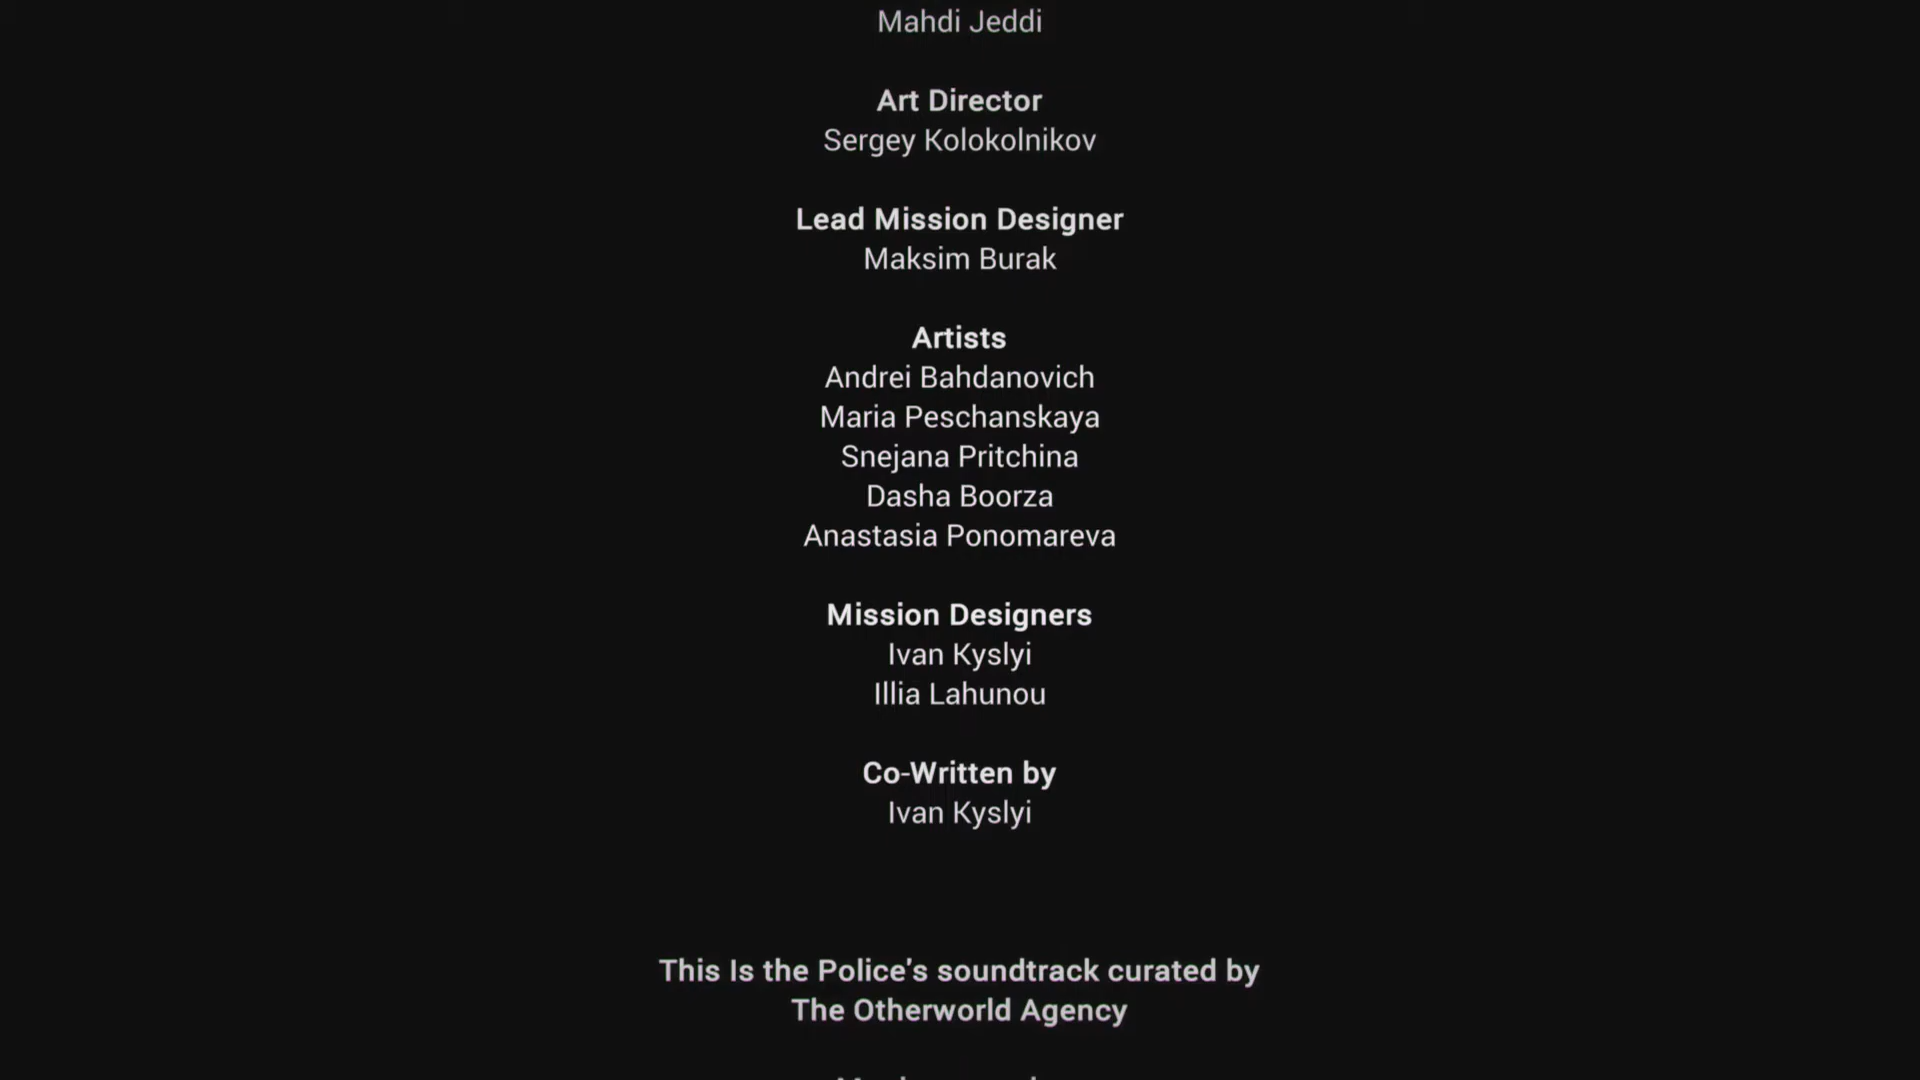 Mahdi Jeddi
Art Director
Sergey Kolokolnikov
Lead Mission Designer
Maksim Burak
Artists
Andrei Bahdanovich
Maria Peschanskaya
Snejana Pritchina
Dasha Boorza
Anastasia Ponomareva
Mission Designers
Ivan Kyslyi
Illia Lahunou
Co-Written by
Ivan Kyslyi
This Is the Police's soundtrack curated by
The Otherworld Agency